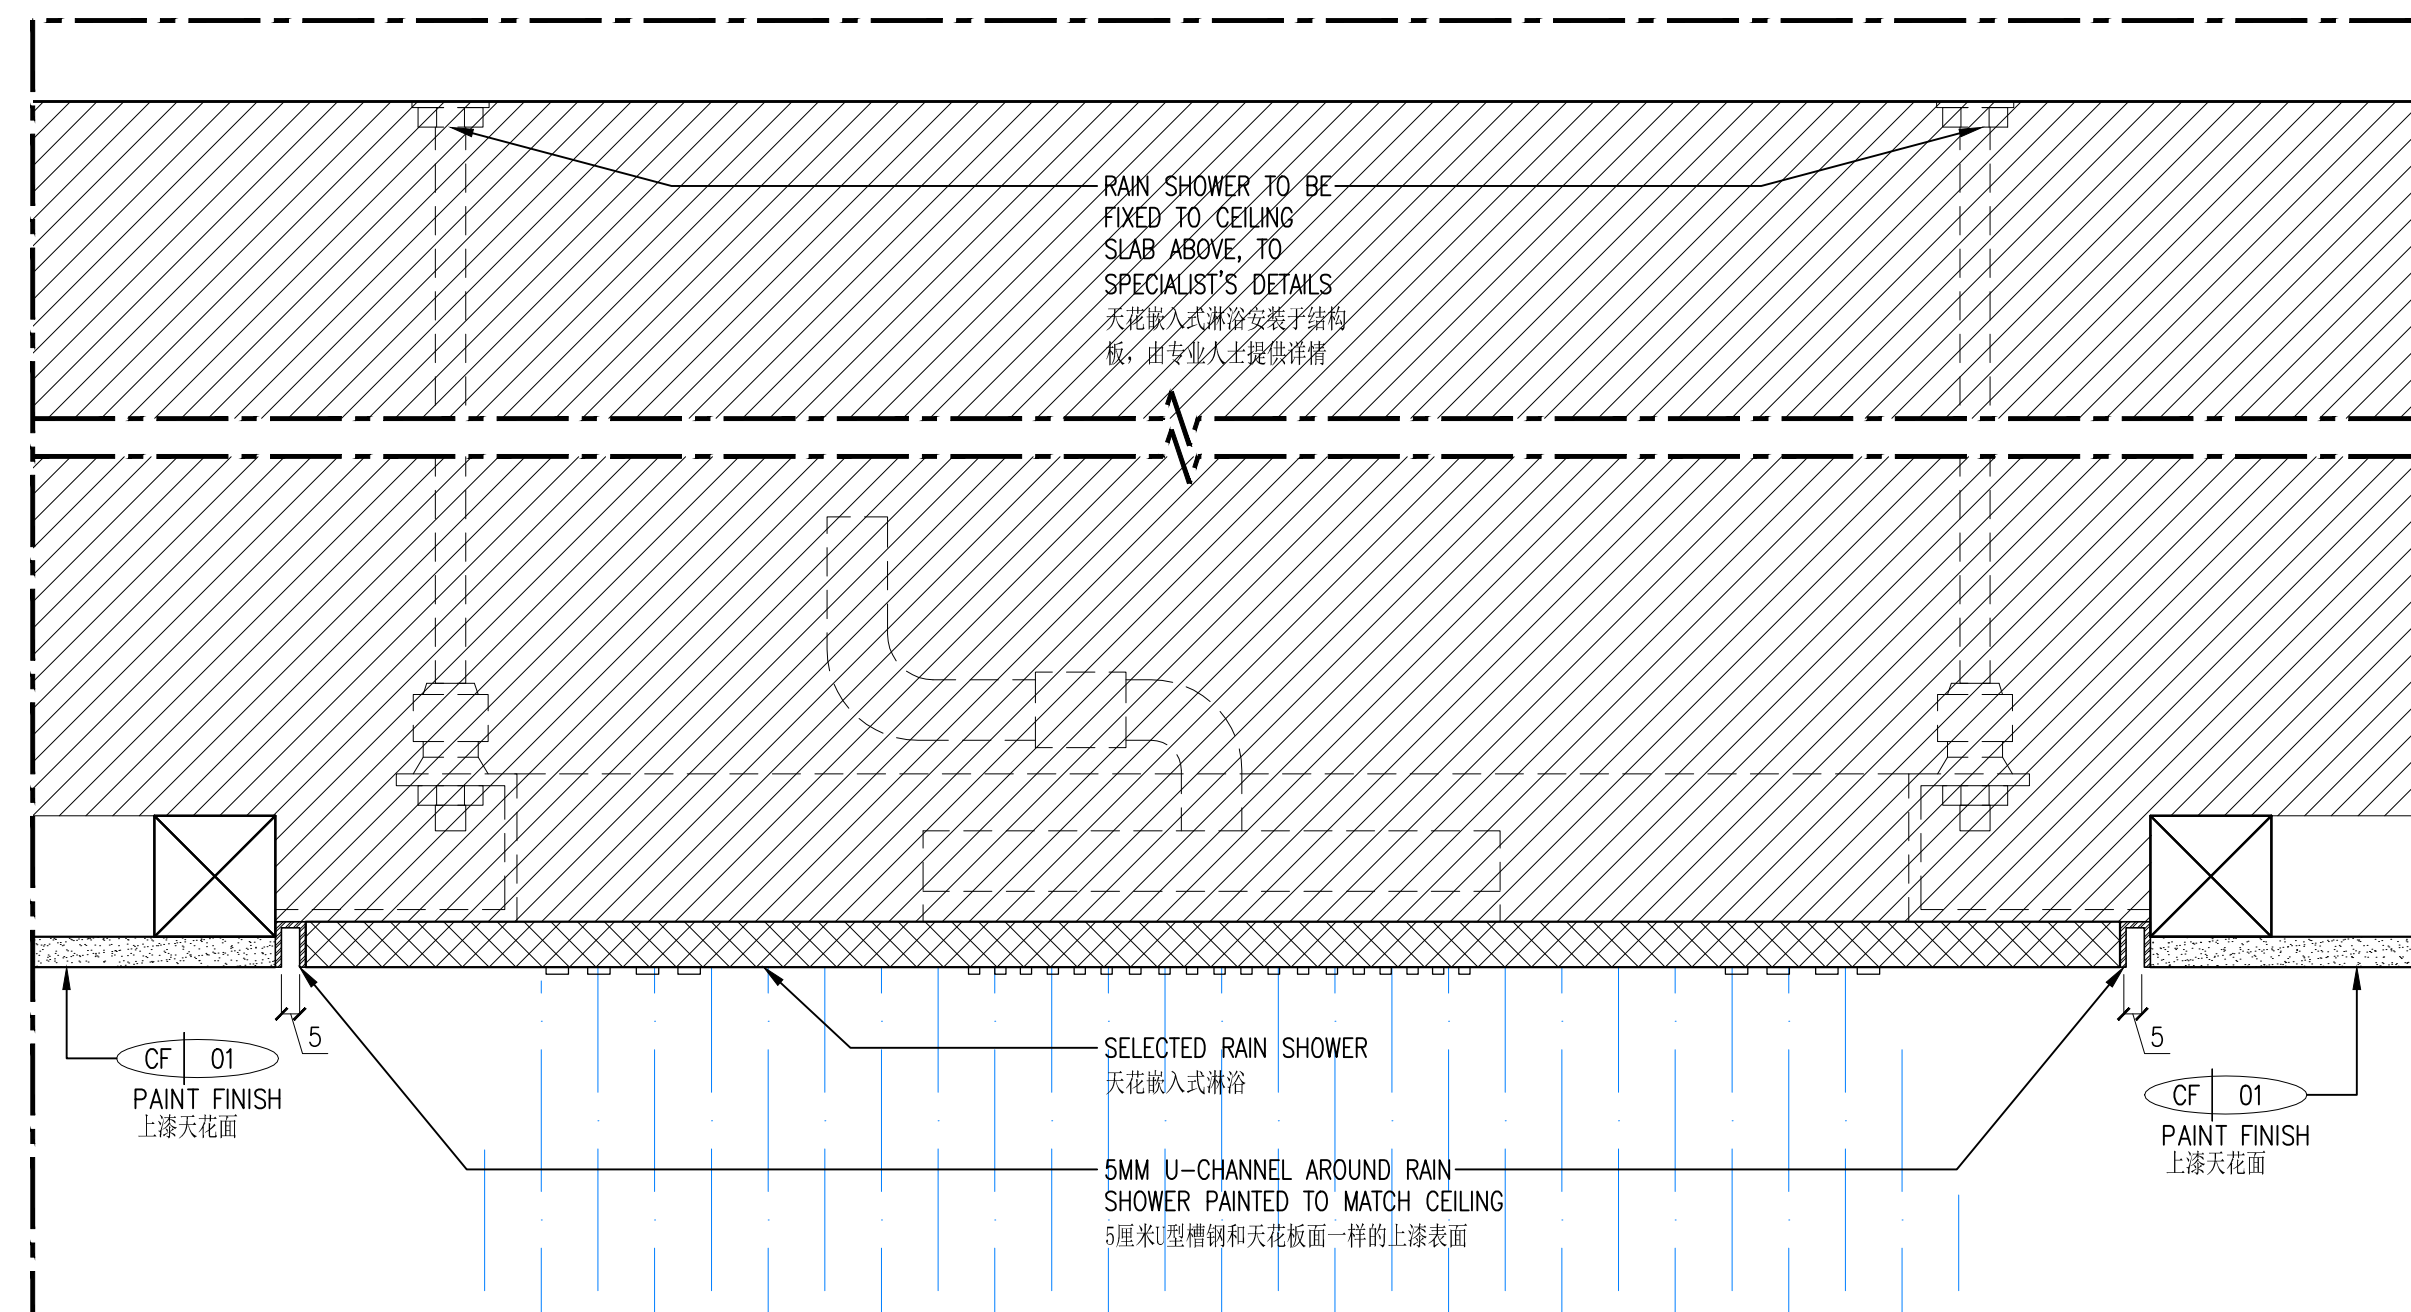 RAIN SHOWER TO BE
FIXED TO CEILING
SLAB ABOVE, TO
SPECIALIST'S DETAILS
天花嵌入式淋浴安装于结构
板，由专业人士提供详情
5
5
CF 01
PAINT FINISH
上漆天花面
SELECTED RAIN SHOWER
天花嵌入式淋浴
CF 01
PAINT FINISH
上漆天花面
5MM U-CHANNEL AROUND RAIN
SHOWER PAINTED TO MATCH CEILING
5厘米U型槽钢和天花板面一样的上漆表面